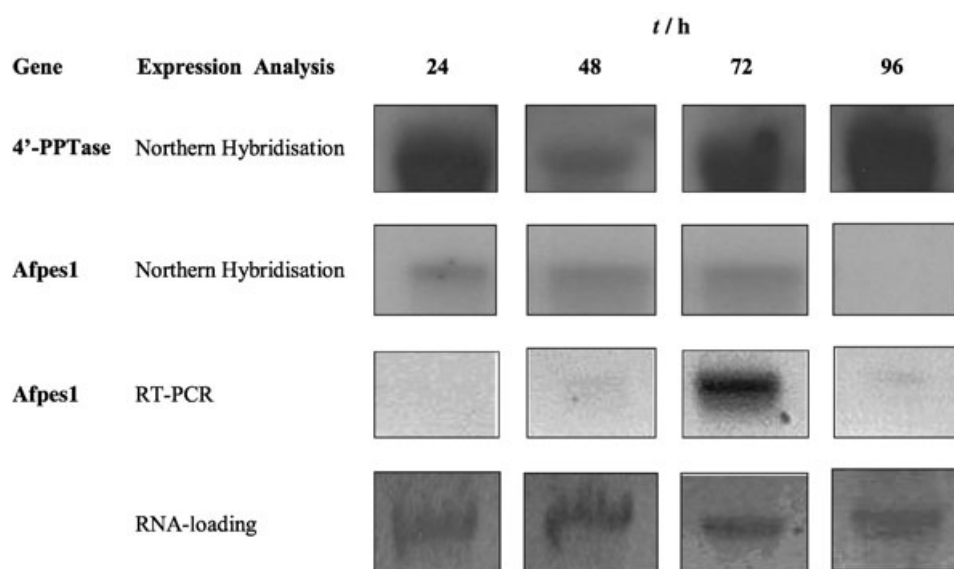 t / h
Gene Expression Analysis 24 48 72 96
4’-PPTase Northern Hybridisation
Afpes1 Northern Hybridisation
Afpes1 RT-PCR
RNA-loading